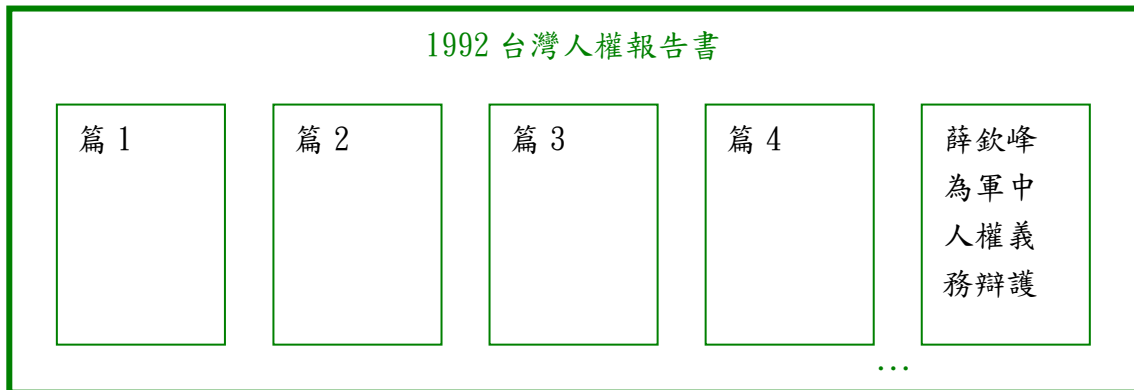 1992 台灣人權報告書
篇 1
篇 2
篇 3
篇 4
薛欽峰
為軍中
人權義
務辯護
...